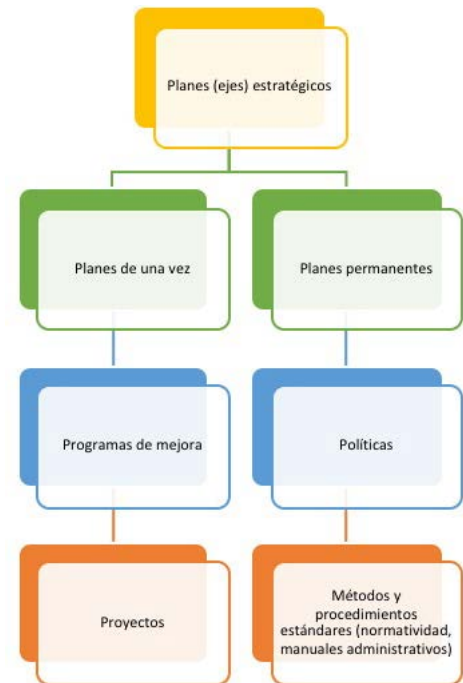 Planes (ejes) estratégicos
Planes de una vez
Planes permanentes
Programas de mejora
Políticas
Proyectos
Métodos y
procedimientos
estándares (normatividad,
manuales administrativos)